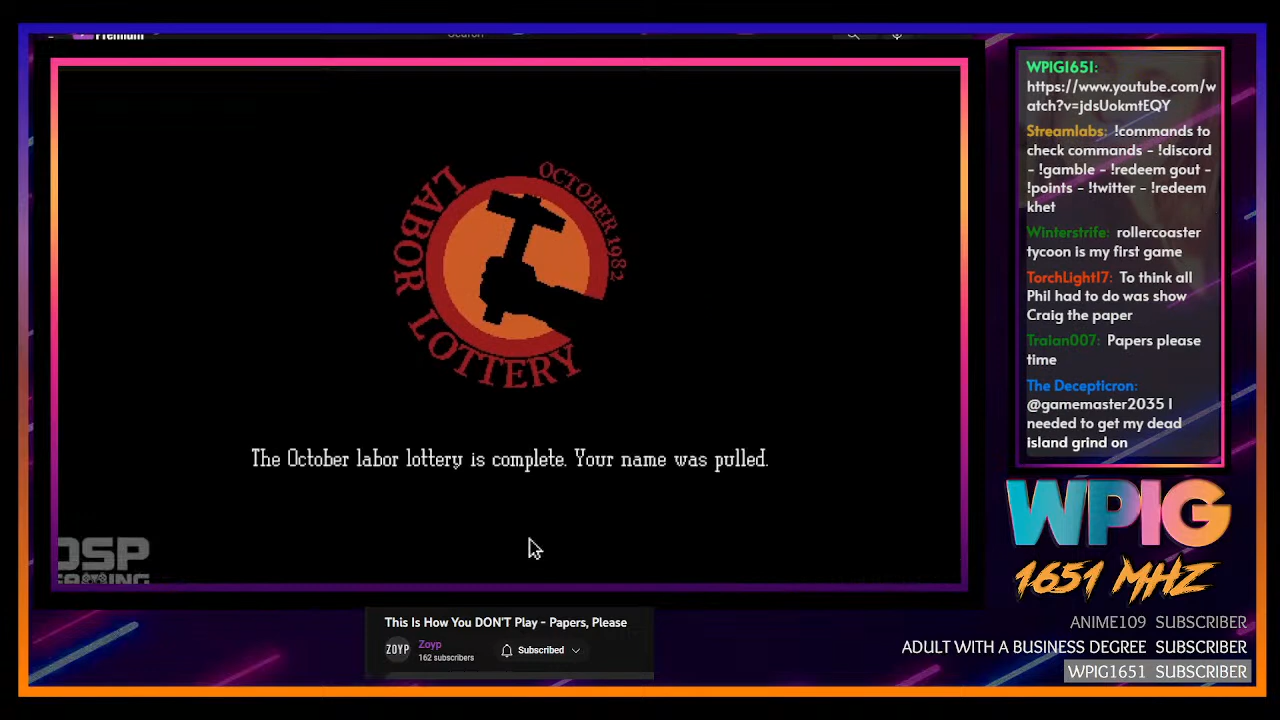 Premium
Search
LABOR LOTTERY
OCTOBER 1982
The October labor lottery is complete. Your name was pulled.
DSP
GAMING
This Is How You DON'T Play - Papers, Please
ZOYP
Zoyp
162 subscribers
Subscribed
WPIG1651:
https://www.youtube.com/w
atch?v=jdsUokmtEQY
Streamlabs: !commands to
check commands - !discord
- !gamble - !redeem gout -
!points - !twitter - !redeem
khet
Winterstrife: rollercoaster
tycoon is my first game
TorchLight17: To think all
Phil had to do was show
Craig the paper
Traian007: Papers please
time
The Decepticron:
@gamemaster2035 I
needed to get my dead
island grind on
WPIG
1651 MHZ
ANIME109 SUBSCRIBER
ADULT WITH A BUSINESS DEGREE SUBSCRIBER
WPIG1651 SUBSCRIBER